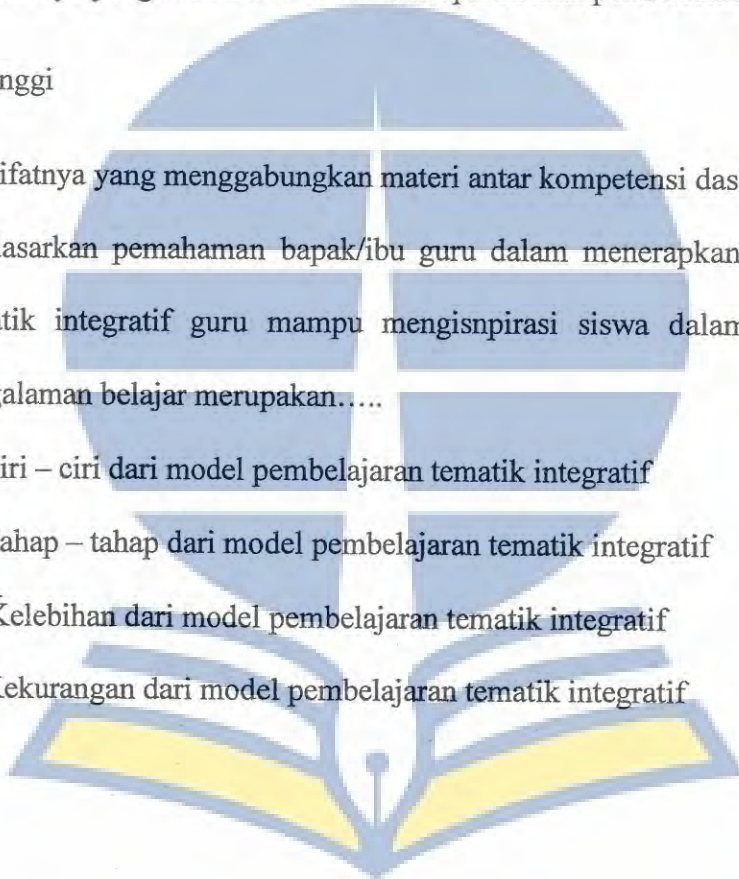 nggi
ifatnya yang menggabungkan materi antar kompetensi das
lasarkan pemahaman bapak/ibu guru dalam menerapkan
tik integratif guru mampu mengisnpirasi siswa dalam
galaman belajar merupakan.....
iri – ciri dari model pembelajaran tematik integratif
ahap – tahap dari model pembelajaran tematik integratif
Kelebihan dari model pembelajaran tematik integratif
Kekurangan dari model pembelajaran tematik integratif